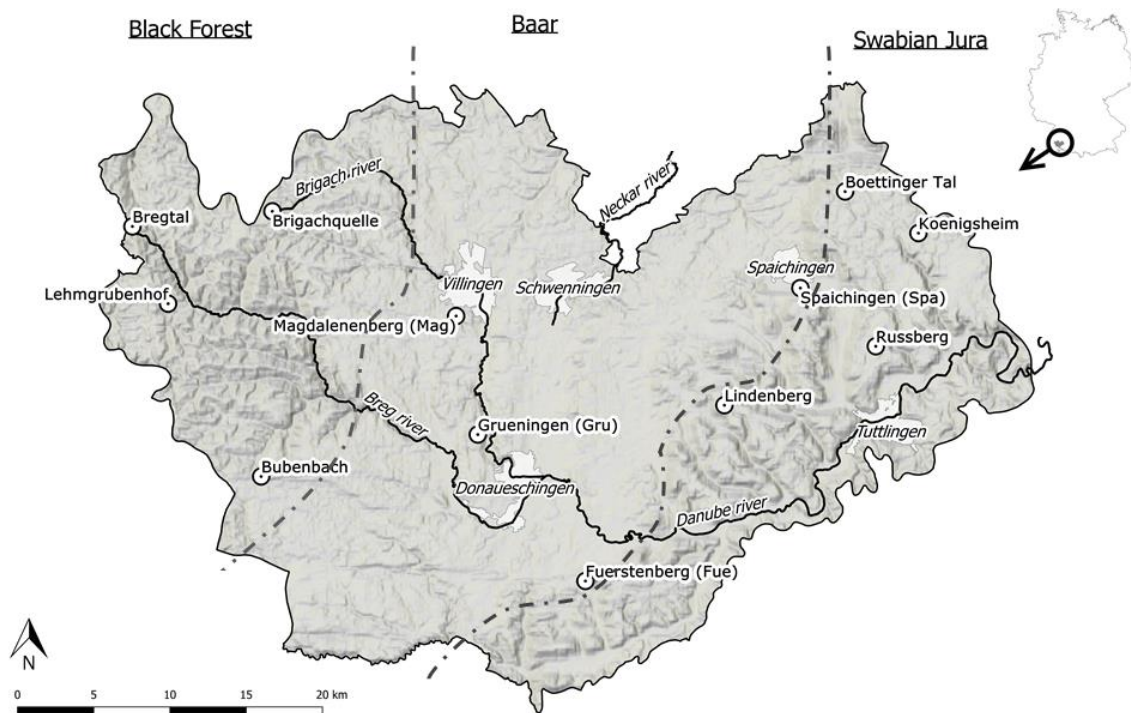 Black Forest
Baar
Swabian Jura
Brigach river
Neckar river
Boettinger Tal
Bregtal
Brigachquelle
Koenigsheim
Villingen
Schwenningen
Spaichingen
Lehmgrubenhof
Spaichingen (Spa)
Magdalenenberg (Mag)
Russberg
Breg river
Lindenberg
Grueningen (Gru)
Tuttlingen
Bubenbach
Donaueschingen
Danube river
Fuerstenberg (Fue)
N
0 5 10 15 20 km